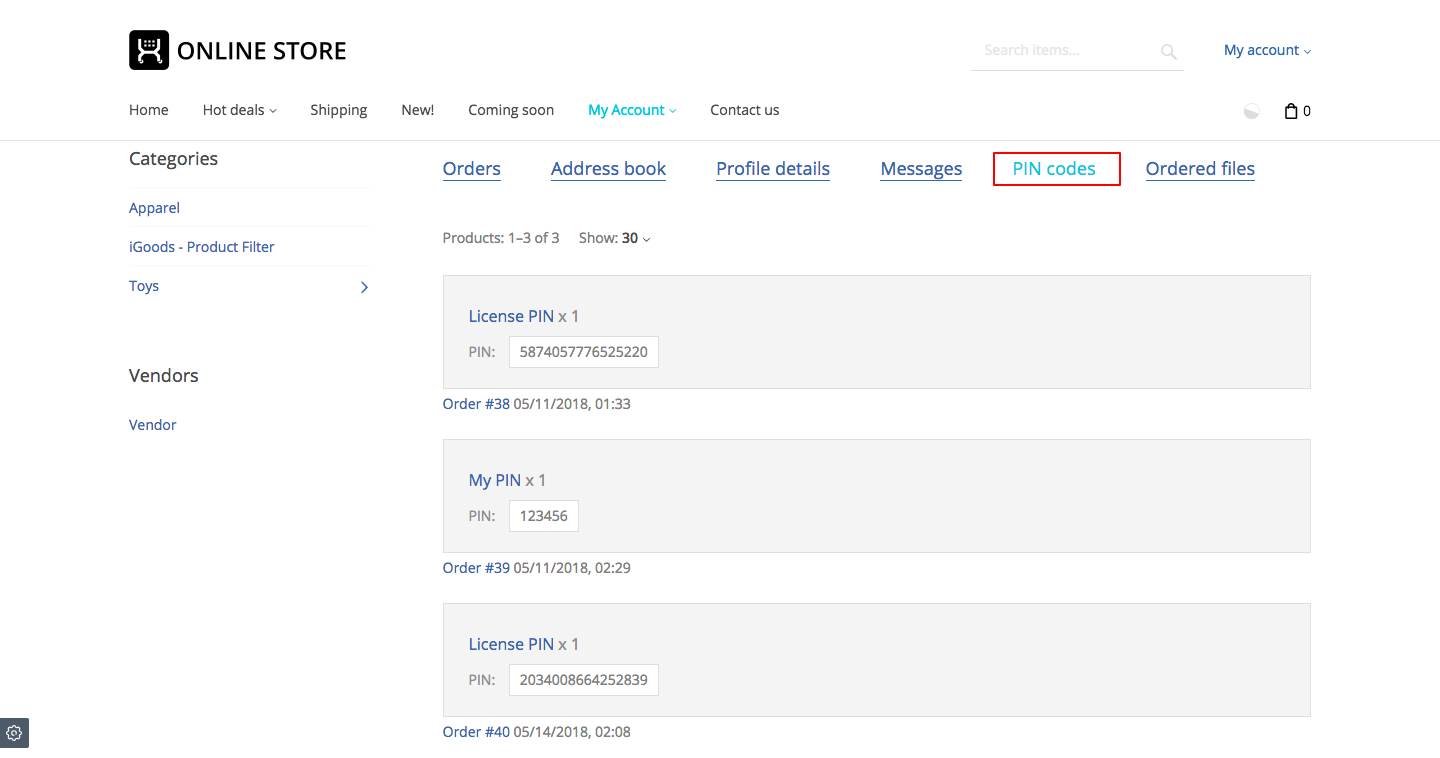 ONLINE STORE
Search items...
My account
Home
Hot deals
Shipping
New!
Coming soon
My Account
Contact us
0
Categories
Apparel
iGoods - Product Filter
Toys
Vendors
Vendor
Orders
Address book
Profile details
Messages
PIN codes
Ordered files
Products: 1–3 of 3 Show: 30
License PIN x 1
PIN: 5874057776525220
Order #38 05/11/2018, 01:33
My PIN x 1
PIN: 123456
Order #39 05/11/2018, 02:29
License PIN x 1
PIN: 2034008664252839
Order #40 05/14/2018, 02:08